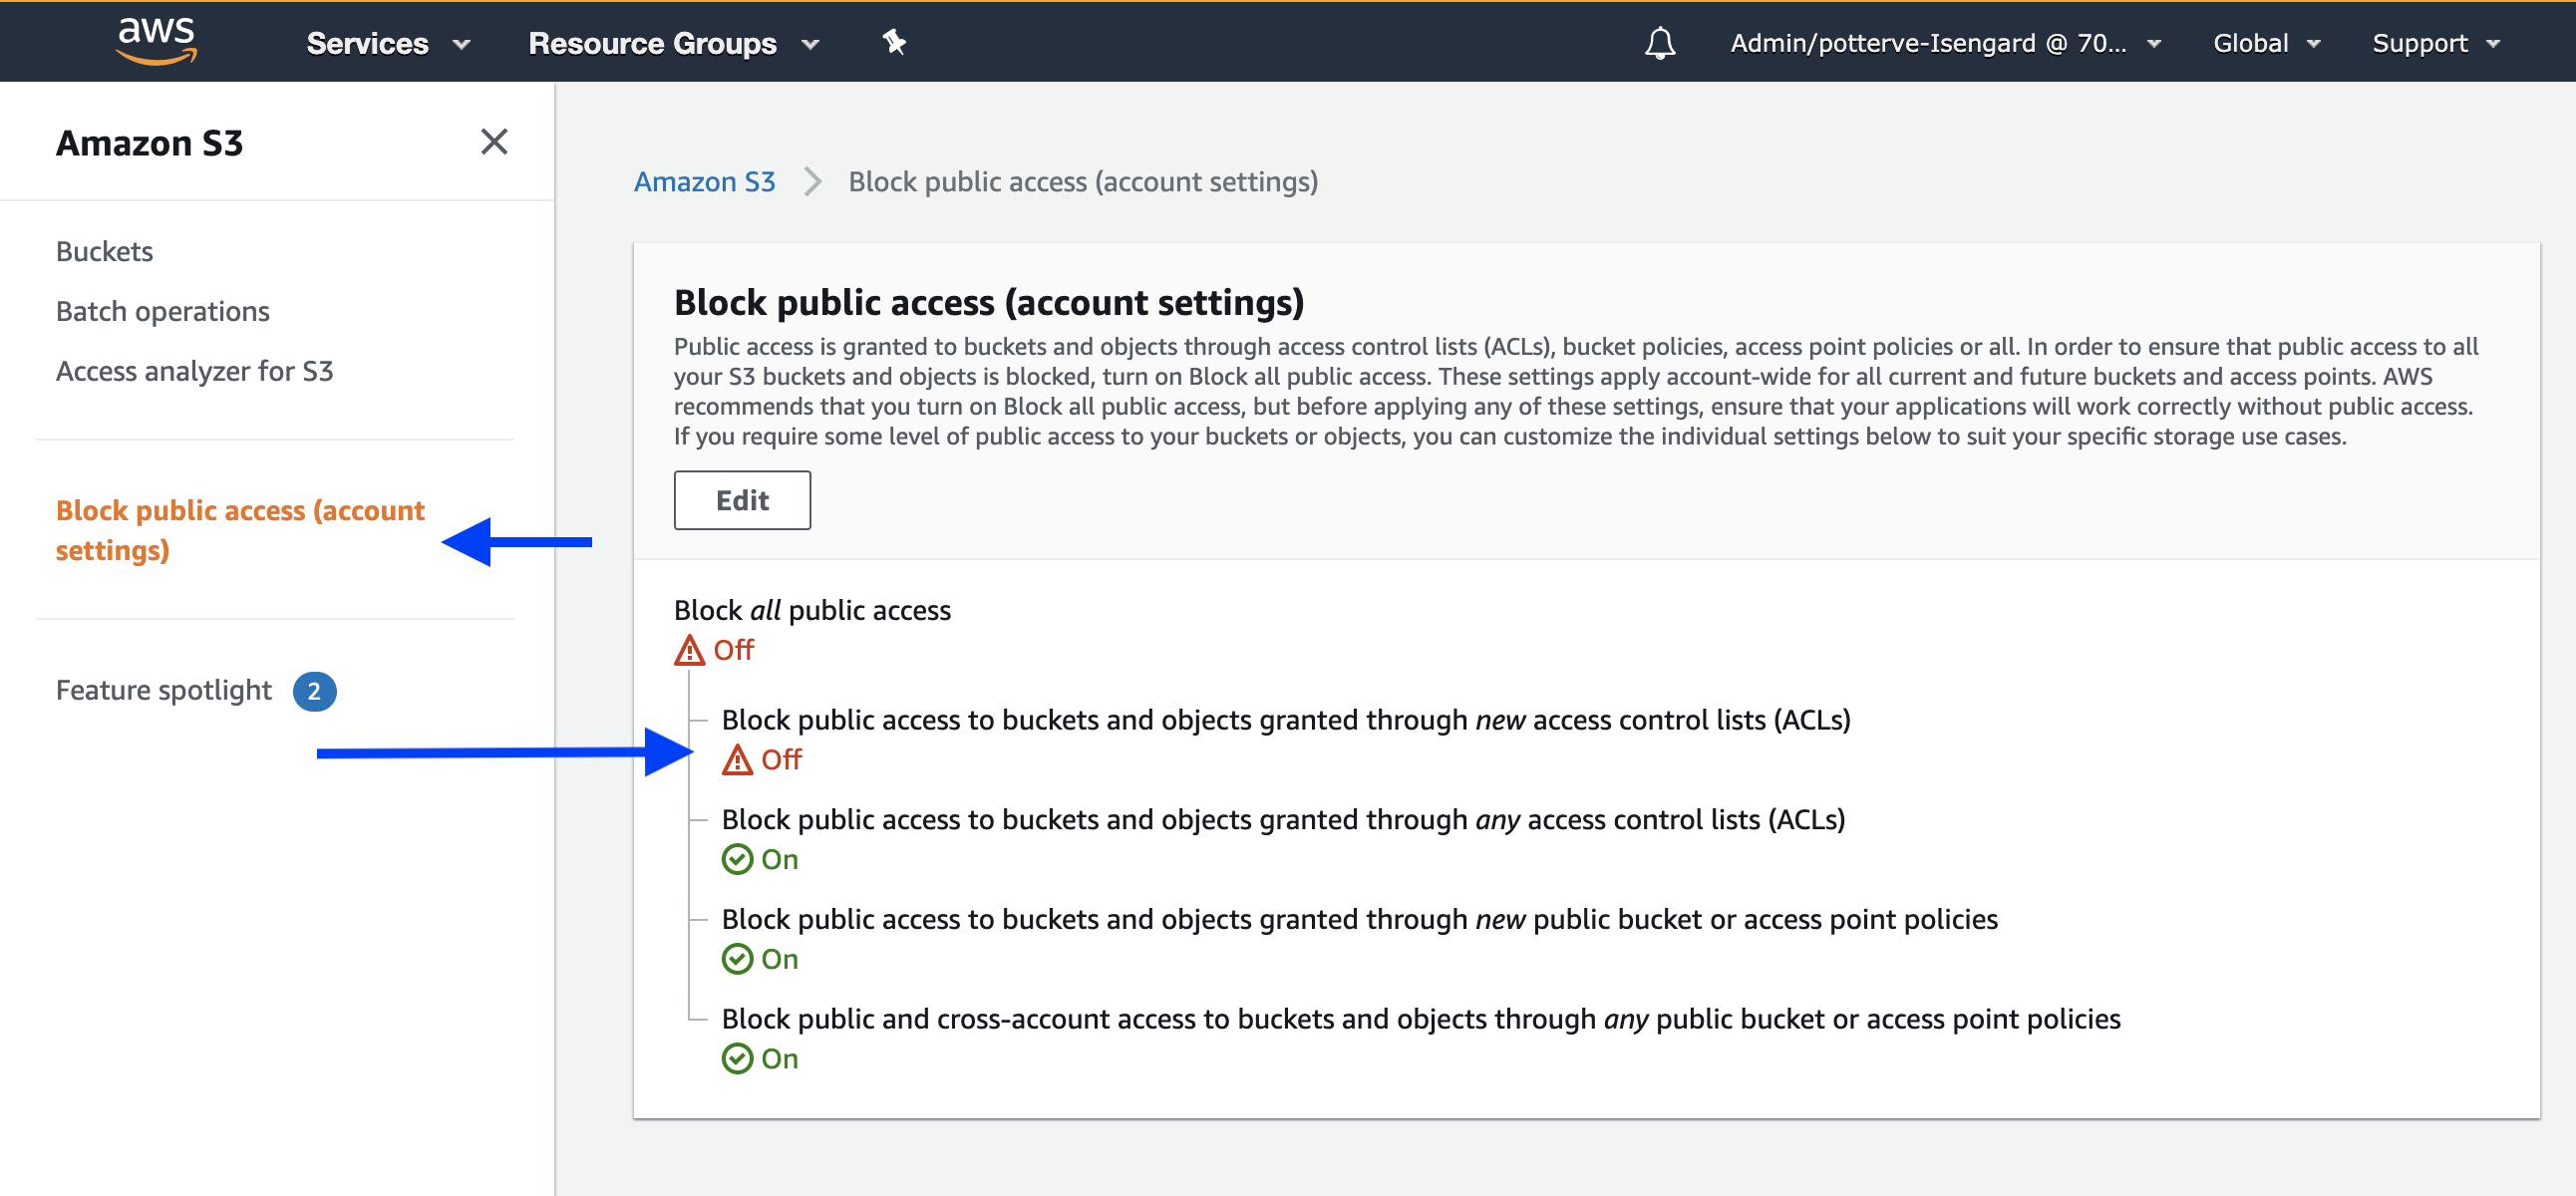 aws
Services
Resource Groups
Admin/potterve-Isengard @ 70...
Global
Support
Amazon S3
Buckets
Batch operations
Access analyzer for S3
Block public access (account
settings)
Feature spotlight 2
Amazon S3 > Block public access (account settings)
Block public access (account settings)
Public access is granted to buckets and objects through access control lists (ACLs), bucket policies, access point policies or all. In order to ensure that public access to all
your S3 buckets and objects is blocked, turn on Block all public access. These settings apply account-wide for all current and future buckets and access points. AWS
recommends that you turn on Block all public access, but before applying any of these settings, ensure that your applications will work correctly without public access.
If you require some level of public access to your buckets or objects, you can customize the individual settings below to suit your specific storage use cases.
Edit
Block all public access
Off
Block public access to buckets and objects granted through new access control lists (ACLs)
Off
Block public access to buckets and objects granted through any access control lists (ACLs)
On
Block public access to buckets and objects granted through new public bucket or access point policies
On
Block public and cross-account access to buckets and objects through any public bucket or access point policies
On